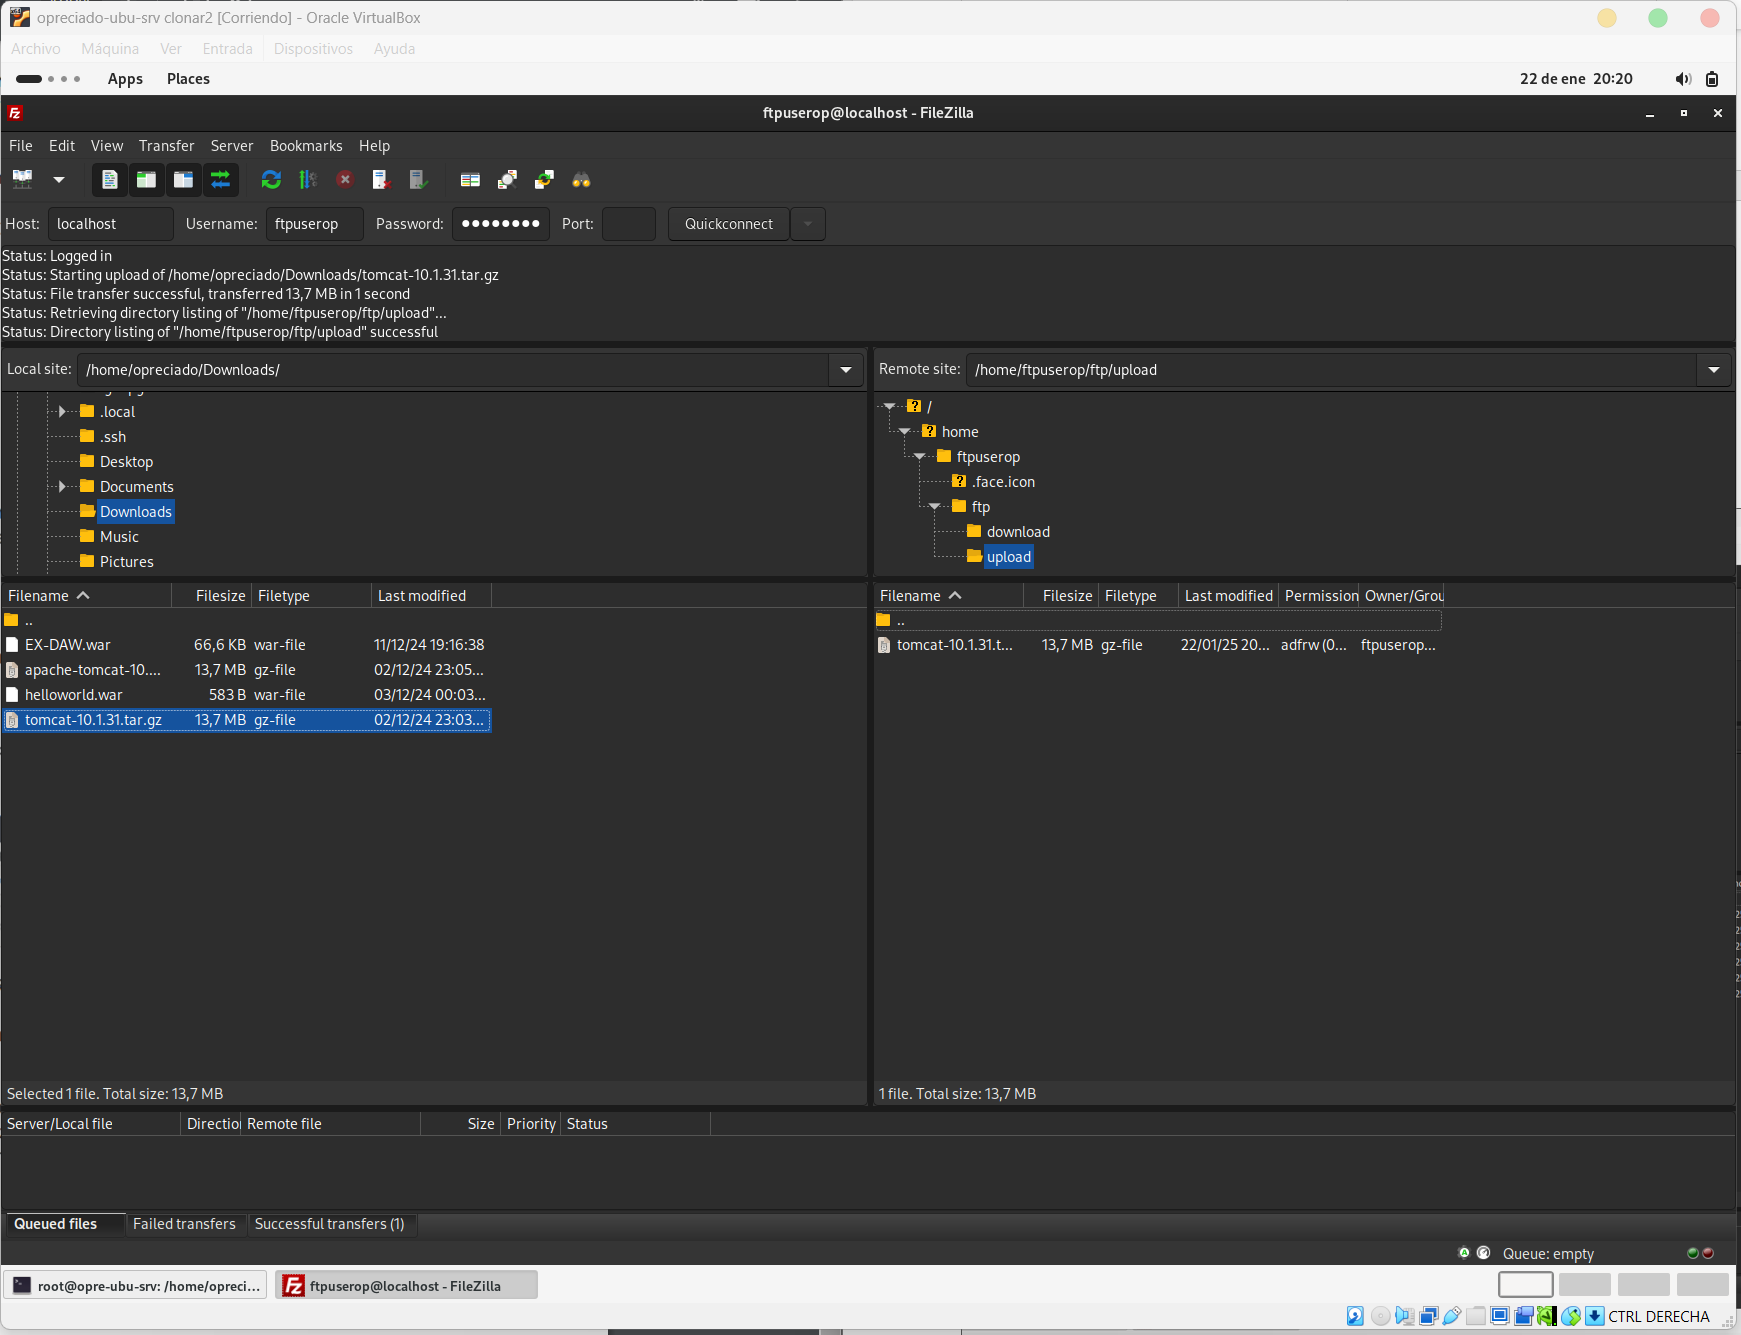 opreciado-ubu-srv clonar2 [Corriendo] - Oracle VirtualBox
Archivo Máquina Ver Entrada Dispositivos Ayuda
Apps Places 22 de ene 20:20
ftpuserop@localhost - FileZilla
File Edit View Transfer Server Bookmarks Help
Host: localhost Username: ftpuserop Password: ●●●●●●●● Port: Quickconnect
Status: Logged in
Status: Starting upload of /home/opreciado/Downloads/tomcat-10.1.31.tar.gz
Status: File transfer successful, transferred 13,7 MB in 1 second
Status: Retrieving directory listing of "/home/ftpuserop/ftp/upload"...
Status: Directory listing of "/home/ftpuserop/ftp/upload" successful
Local site: /home/opreciado/Downloads/
.local
.ssh
Desktop
Documents
Downloads
Music
Pictures
Remote site: /home/ftpuserop/ftp/upload
/
home
ftpuserop
.face.icon
ftp
download
upload
Filename Filesize Filetype Last modified
..
EX-DAW.war 66,6 KB war-file 11/12/24 19:16:38
apache-tomcat-10.... 13,7 MB gz-file 02/12/24 23:05...
helloworld.war 583 B war-file 03/12/24 00:03...
tomcat-10.1.31.tar.gz 13,7 MB gz-file 02/12/24 23:03...
Selected 1 file. Total size: 13,7 MB
Filename Filesize Filetype Last modified Permission Owner/Grou
..
tomcat-10.1.31.t... 13,7 MB gz-file 22/01/25 20... adfrw (0... ftpuserop...
1 file. Total size: 13,7 MB
Server/Local file Direction Remote file Size Priority Status
Queued files Failed transfers Successful transfers (1)
Queue: empty
root@opre-ubu-srv: /home/opreci... ftpuserop@localhost - FileZilla
CTRL DERECHA